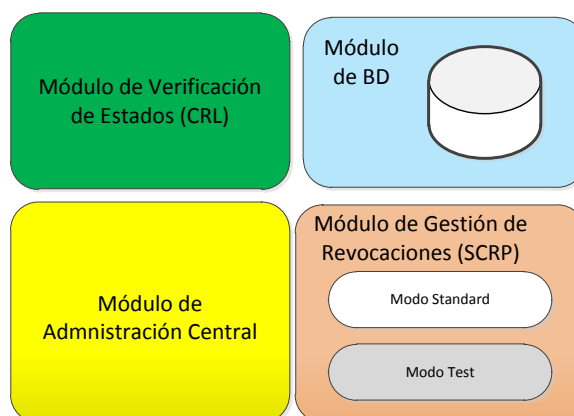 Módulo de Verificación
de Estados (CRL)
Módulo
de BD
Módulo de
Admnistración Central
Módulo de Gestión de
Revocaciones (SCRP)
Modo Standard
Modo Test